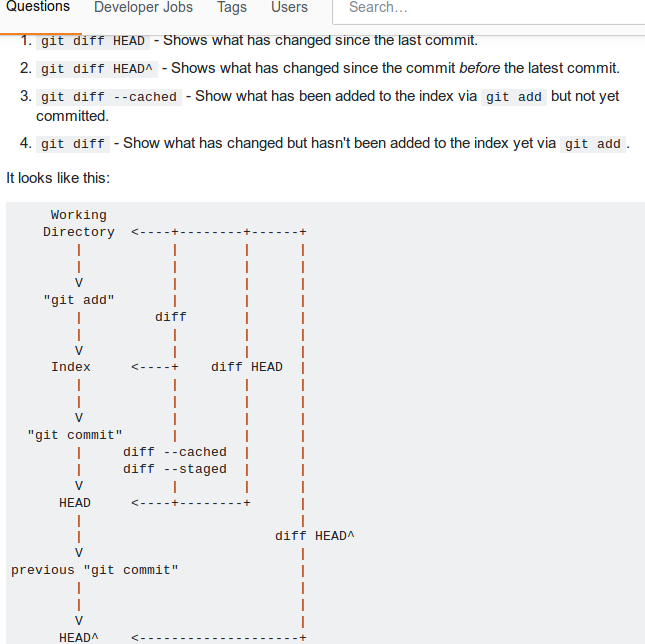 Questions Developer Jobs Tags Users Search…
1. git diff HEAD - Shows what has changed since the last commit.
2. git diff HEAD^ - Shows what has changed since the commit before the latest commit.
3. git diff --cached - Show what has been added to the index via git add but not yet
committed.
4. git diff - Show what has changed but hasn't been added to the index yet via git add .
It looks like this:
     Working
    Directory  <----+--------+------+
        |           |        |      |
        |           |        |      |
        V           |        |      |
    "git add"       |        |      |
        |          diff      |      |
        |           |        |      |
        V           |        |      |
     Index     <----+    diff HEAD  |
        |           |        |      |
        |           |        |      |
        V           |        |      |
  "git commit"      |        |      |
        |     diff --cached  |      |
        |     diff --staged  |      |
        V           |        |      |
      HEAD     <----+--------+      |
        |                           |
        |                        diff HEAD^
        V                           |
previous "git commit"               |
        |                           |
        |                           |
        V                           |
      HEAD^    <--------------------+